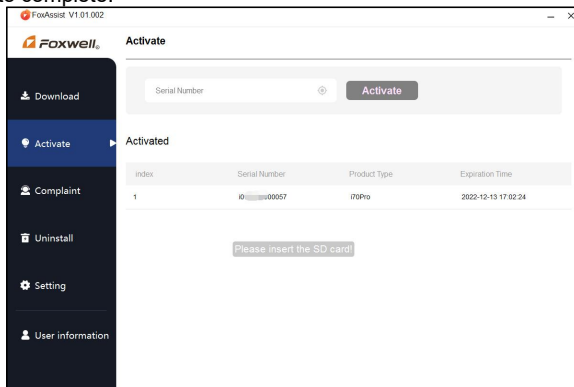 FoxAssist V1.01.002
FOXWELL®
Activate
Download
Serial Number
Activate
Activate
Activated
index Serial Number Product Type Expiration Time
1 00057 i70Pro 2022-12-13 17:02:24
Complaint
Uninstall
Please insert the SD card!
Setting
User information